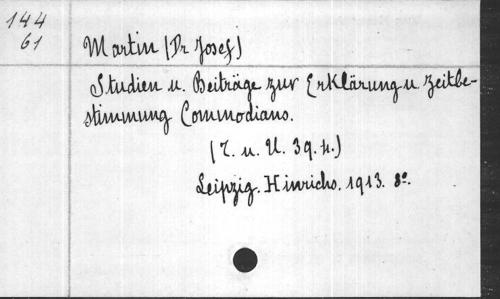 144
61
Martin (Dr Josef)
Studien u. Beiträge zur Erklärung u. Zeitbe-
stimmung Commodians.
(T. u. U. 39. 4.)
Leipzig. Hinrichs. 1913. 8°.